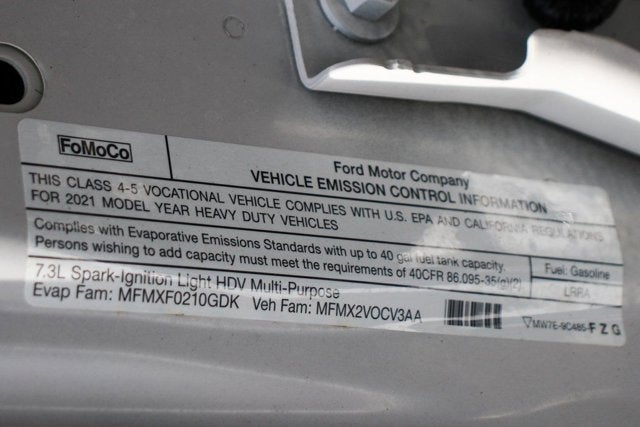 FoMoCo
Ford Motor Company
VEHICLE EMISSION CONTROL INFORMATION
THIS CLASS 4-5 VOCATIONAL VEHICLE COMPLIES WITH U.S. EPA AND CALIFORNIA REGULATIONS
FOR 2021 MODEL YEAR HEAVY DUTY VEHICLES
Complies with Evaporative Emissions Standards with up to 40 gal fuel tank capacity.
Persons wishing to add capacity must meet the requirements of 40CFR 86.095-35(g)(2)
Fuel: Gasoline
7.3L Spark-Ignition Light HDV Multi-Purpose
LRRA
Evap Fam: MFMXF0210GDK Veh Fam: MFMX2VOCV3AA
MW7E-9C485-FZG